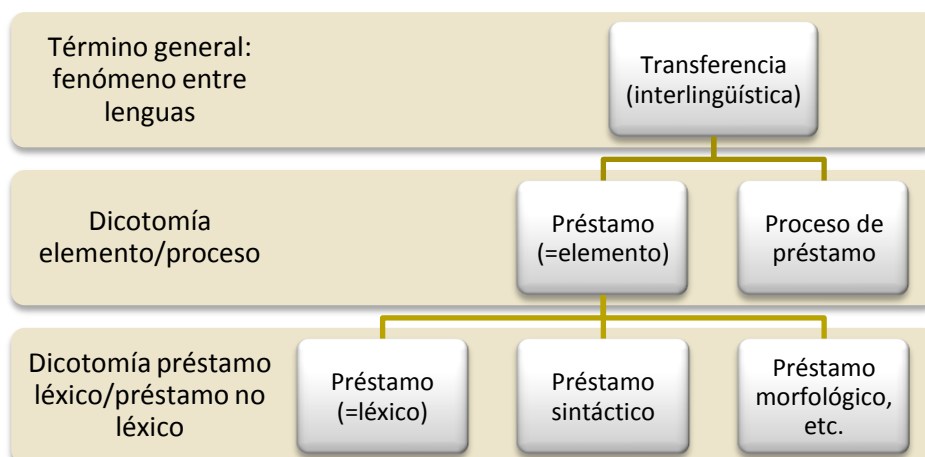 Término general:
fenómeno entre
lenguas
Transferencia
(interlingüística)
Dicotomía
elemento/proceso
Préstamo
(=elemento)
Proceso de
préstamo
Dicotomía préstamo
léxico/préstamo no
léxico
Préstamo
(=léxico)
Préstamo
sintáctico
Préstamo
morfológico,
etc.